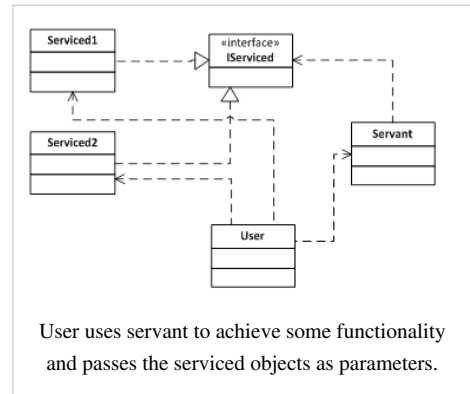 Serviced1
«interface»
IServiced
Serviced2
Servant
User
User uses servant to achieve some functionality
and passes the serviced objects as parameters.